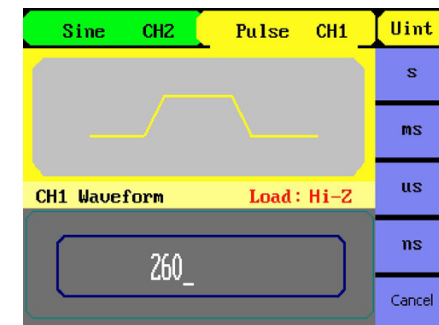 Sine CH2 Pulse CH1 Uint
s
ms
CH1 Waveform Load: Hi-Z us
ns
260_
Cancel